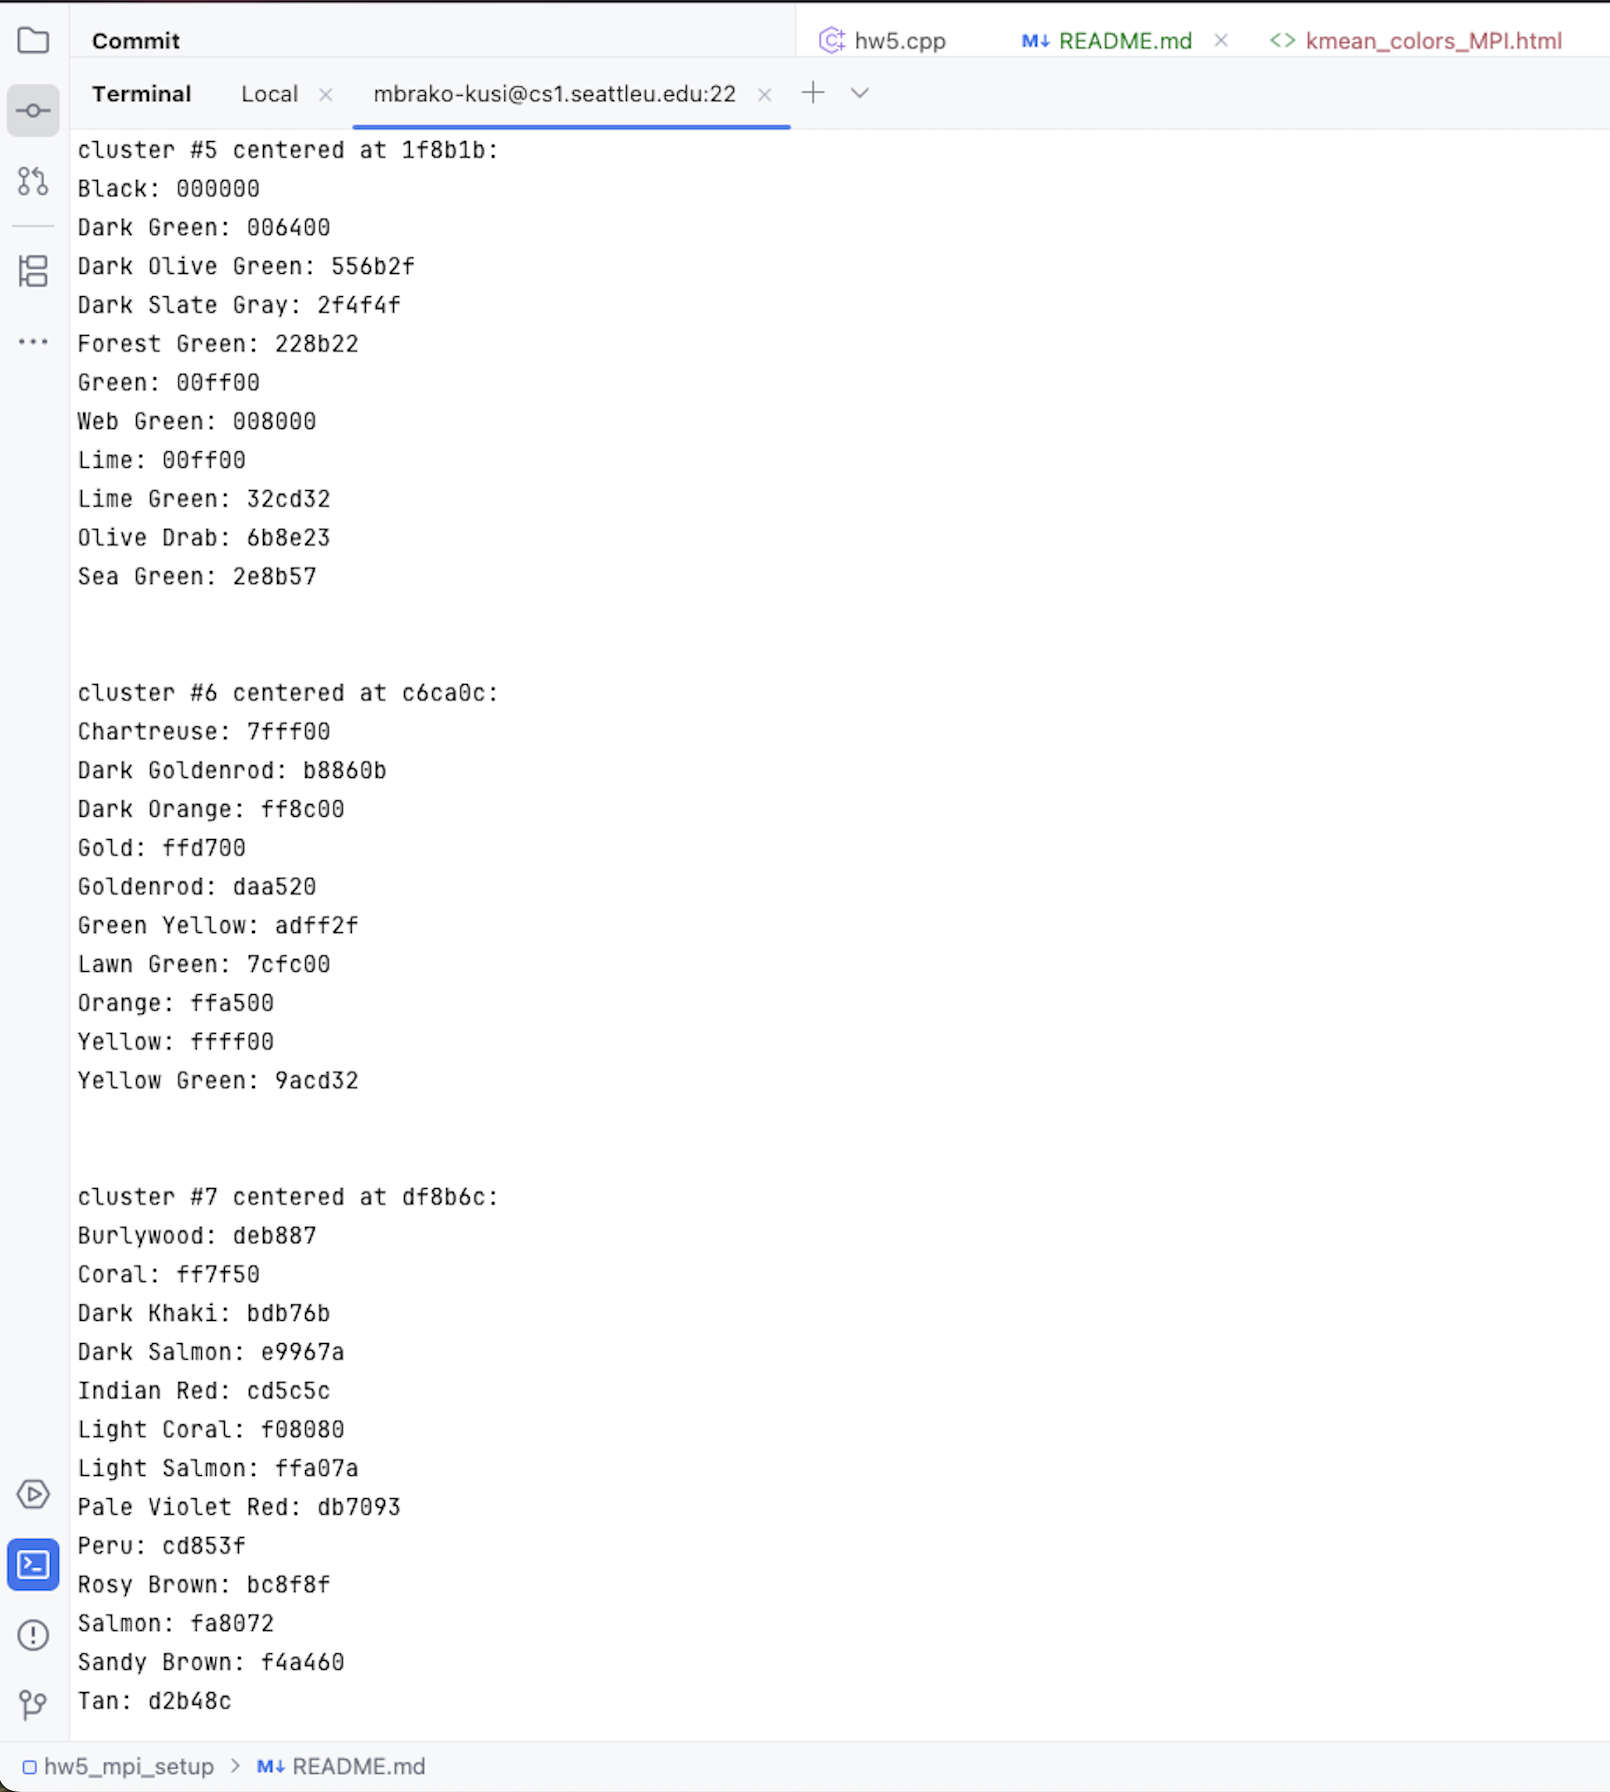 Commit
hw5.cpp
M↓ README.md
<> kmean_colors_MPI.html
Terminal
Local
mbrako-kusi@cs1.seattleu.edu:22
cluster #5 centered at 1f8b1b:
Black: 000000
Dark Green: 006400
Dark Olive Green: 556b2f
Dark Slate Gray: 2f4f4f
Forest Green: 228b22
Green: 00ff00
Web Green: 008000
Lime: 00ff00
Lime Green: 32cd32
Olive Drab: 6b8e23
Sea Green: 2e8b57
cluster #6 centered at c6ca0c:
Chartreuse: 7fff00
Dark Goldenrod: b8860b
Dark Orange: ff8c00
Gold: ffd700
Goldenrod: daa520
Green Yellow: adff2f
Lawn Green: 7cfc00
Orange: ffa500
Yellow: ffff00
Yellow Green: 9acd32
cluster #7 centered at df8b6c:
Burlywood: deb887
Coral: ff7f50
Dark Khaki: bdb76b
Dark Salmon: e9967a
Indian Red: cd5c5c
Light Coral: f08080
Light Salmon: ffa07a
Pale Violet Red: db7093
Peru: cd853f
Rosy Brown: bc8f8f
Salmon: fa8072
Sandy Brown: f4a460
Tan: d2b48c
hw5_mpi_setup > M↓ README.md